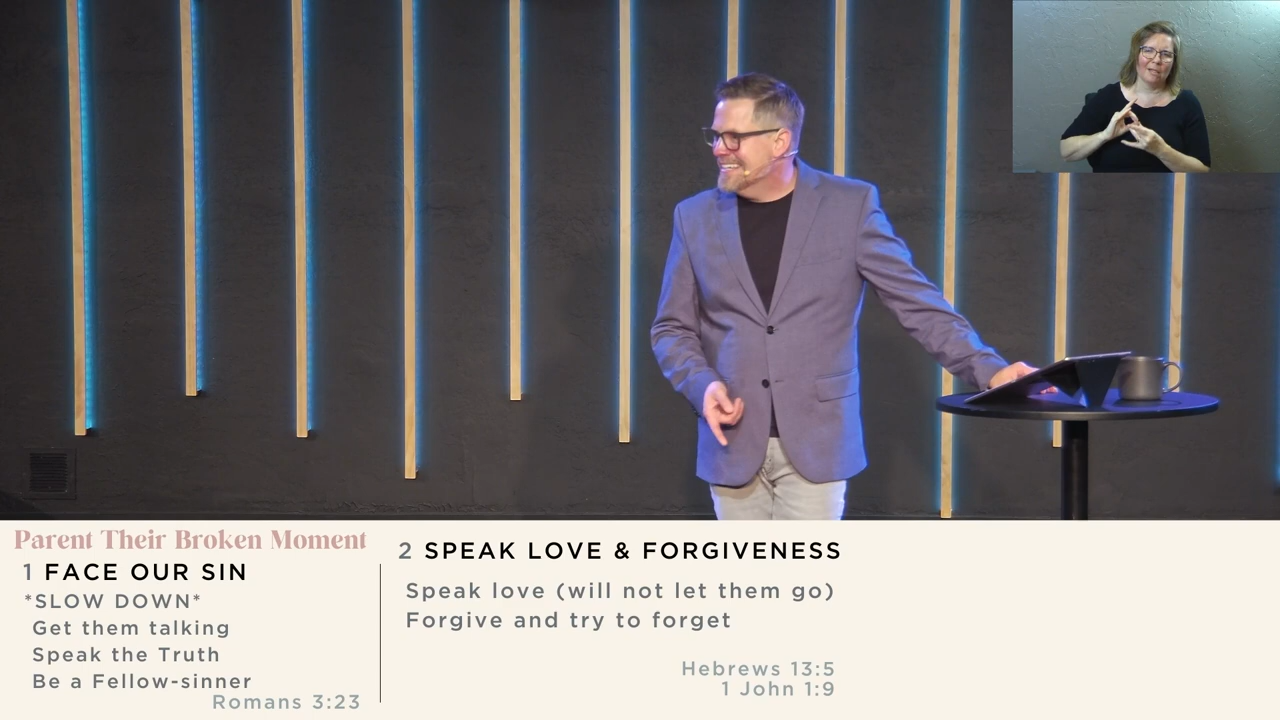 Parent Their Broken Moment
1 FACE OUR SIN
*SLOW DOWN*
Get them talking
Speak the Truth
Be a Fellow-sinner
Romans 3:23
2 SPEAK LOVE & FORGIVENESS
Speak love (will not let them go)
Forgive and try to forget
Hebrews 13:5
1 John 1:9